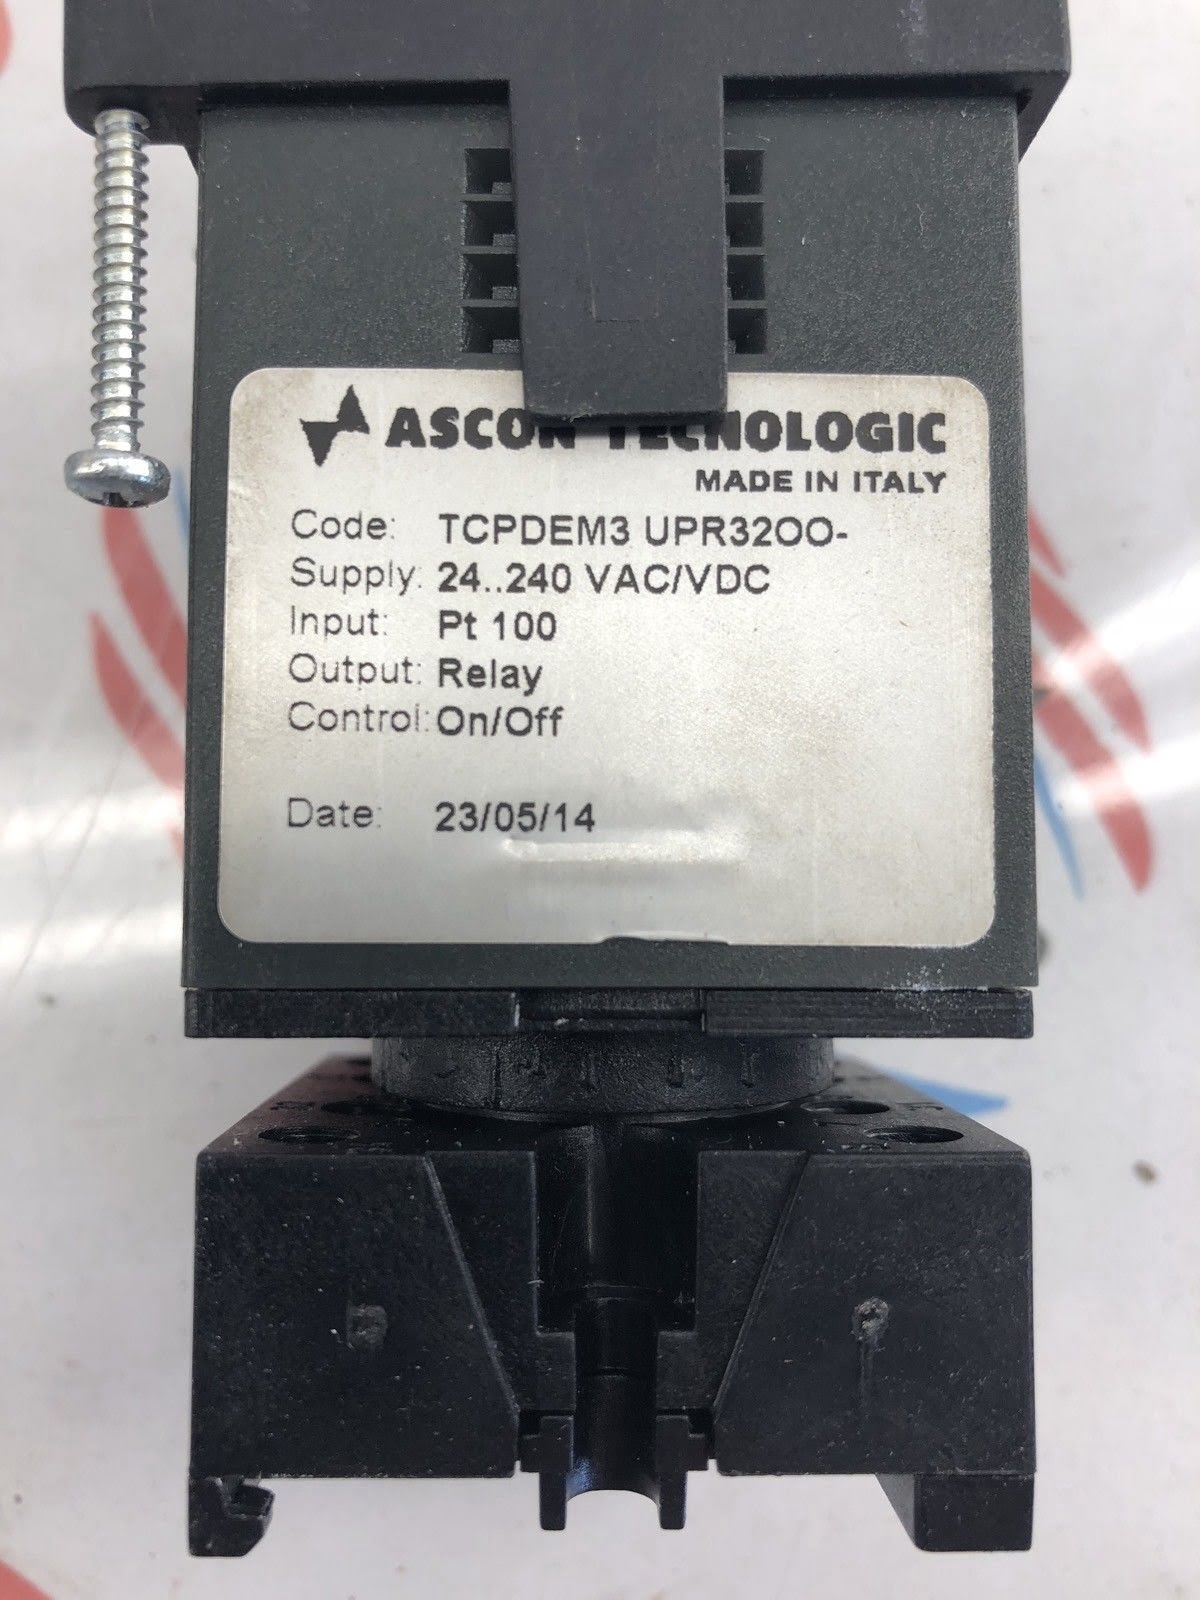 ASCON TECNOLOGIC
MADE IN ITALY
Code: TCPDEM3 UPR32OO-
Supply: 24..240 VAC/VDC
Input: Pt 100
Output: Relay
Control: On/Off
Date: 23/05/14